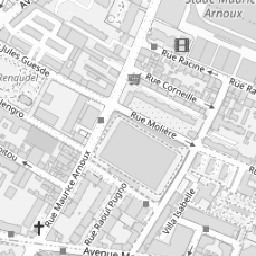 Stade Maurice
Arnoux
Rue Racine
Jules Guesde
Renaudel
Rue Corneille
Rue Molière
Rue Maurice Arnoux
Rue Raoul Pugno
Villa Isabelle
Avenue